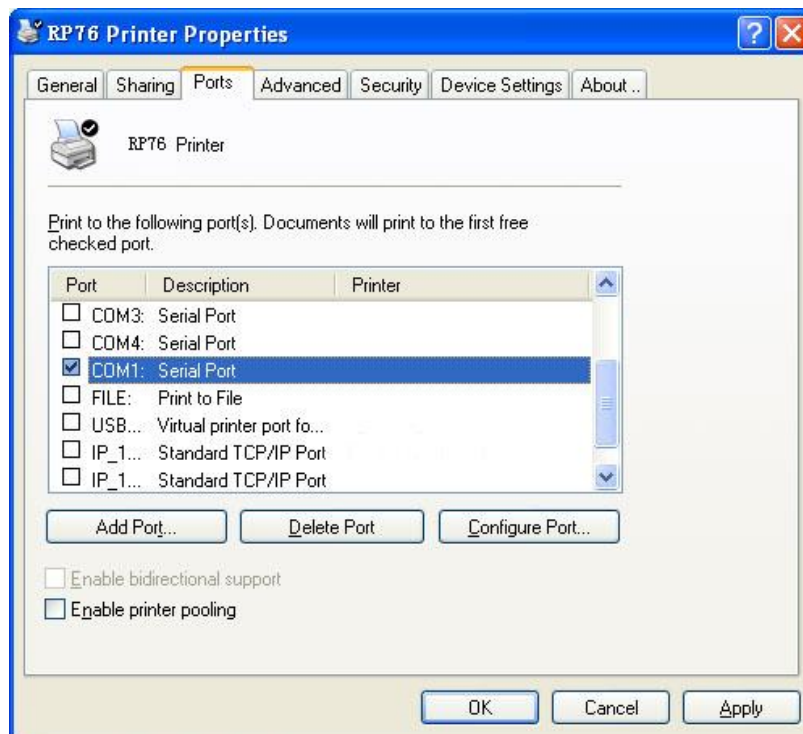 RP76 Printer Properties
General Sharing Ports Advanced Security Device Settings About ..
RP76 Printer
Print to the following port(s). Documents will print to the first free
checked port.
Port Description Printer
COM3: Serial Port
COM4: Serial Port
COM1: Serial Port
FILE: Print to File
USB... Virtual printer port fo...
IP_1... Standard TCP/IP Port
IP_1... Standard TCP/IP Port
Add Port... Delete Port Configure Port...
Enable bidirectional support
Enable printer pooling
OK Cancel Apply